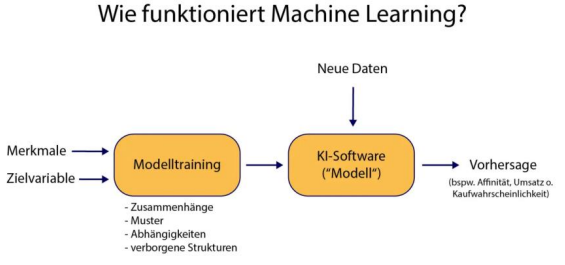 Wie funktioniert Machine Learning?
Neue Daten
Merkmale
Zielvariable
Modelltraining
- Zusammenhänge
- Muster
- Abhängigkeiten
- verborgene Strukturen
KI-Software
("Modell")
Vorhersage
(bspw. Affinität, Umsatz o.
Kaufwahrscheinlichkeit)